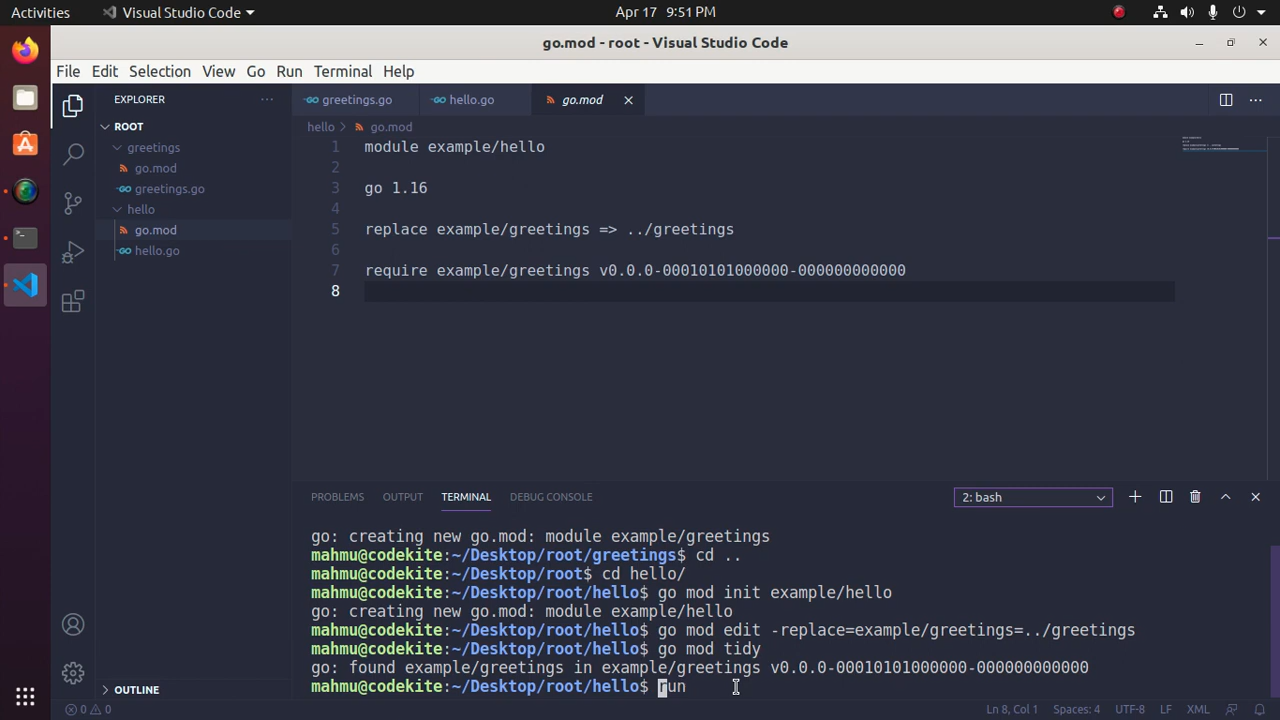 Activities
Visual Studio Code
Apr 17 9:51 PM
go.mod - root - Visual Studio Code
File Edit Selection View Go Run Terminal Help
EXPLORER
ROOT
greetings
go.mod
greetings.go
hello
go.mod
hello.go
OUTLINE
greetings.go
hello.go
go.mod
hello > go.mod
1 module example/hello
2
3 go 1.16
4
5 replace example/greetings => ../greetings
6
7 require example/greetings v0.0.0-00010101000000-000000000000
8
PROBLEMS OUTPUT TERMINAL DEBUG CONSOLE
2: bash
go: creating new go.mod: module example/greetings
mahmu@codekite:~/Desktop/root/greetings$ cd ..
mahmu@codekite:~/Desktop/root$ cd hello/
mahmu@codekite:~/Desktop/root/hello$ go mod init example/hello
go: creating new go.mod: module example/hello
mahmu@codekite:~/Desktop/root/hello$ go mod edit -replace=example/greetings=../greetings
mahmu@codekite:~/Desktop/root/hello$ go mod tidy
go: found example/greetings in example/greetings v0.0.0-00010101000000-000000000000
mahmu@codekite:~/Desktop/root/hello$ run
0 0
Ln 8, Col 1 Spaces: 4 UTF-8 LF XML